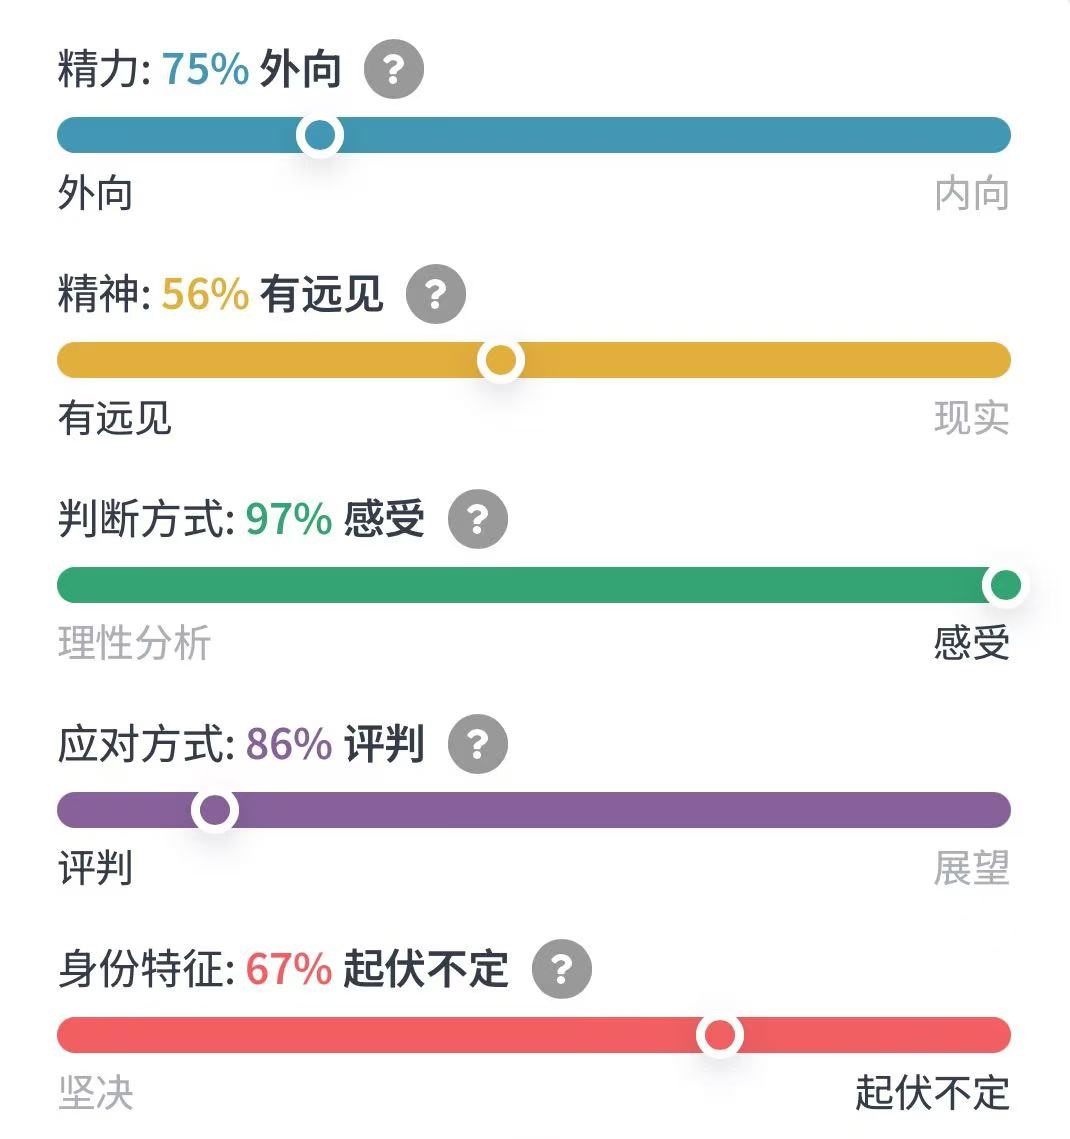 精力: 75% 外向 ?
外向 内向
精神: 56% 有远见 ?
有远见 现实
判断方式: 97% 感受 ?
理性分析 感受
应对方式: 86% 评判 ?
评判 展望
身份特征: 67% 起伏不定 ?
坚决 起伏不定